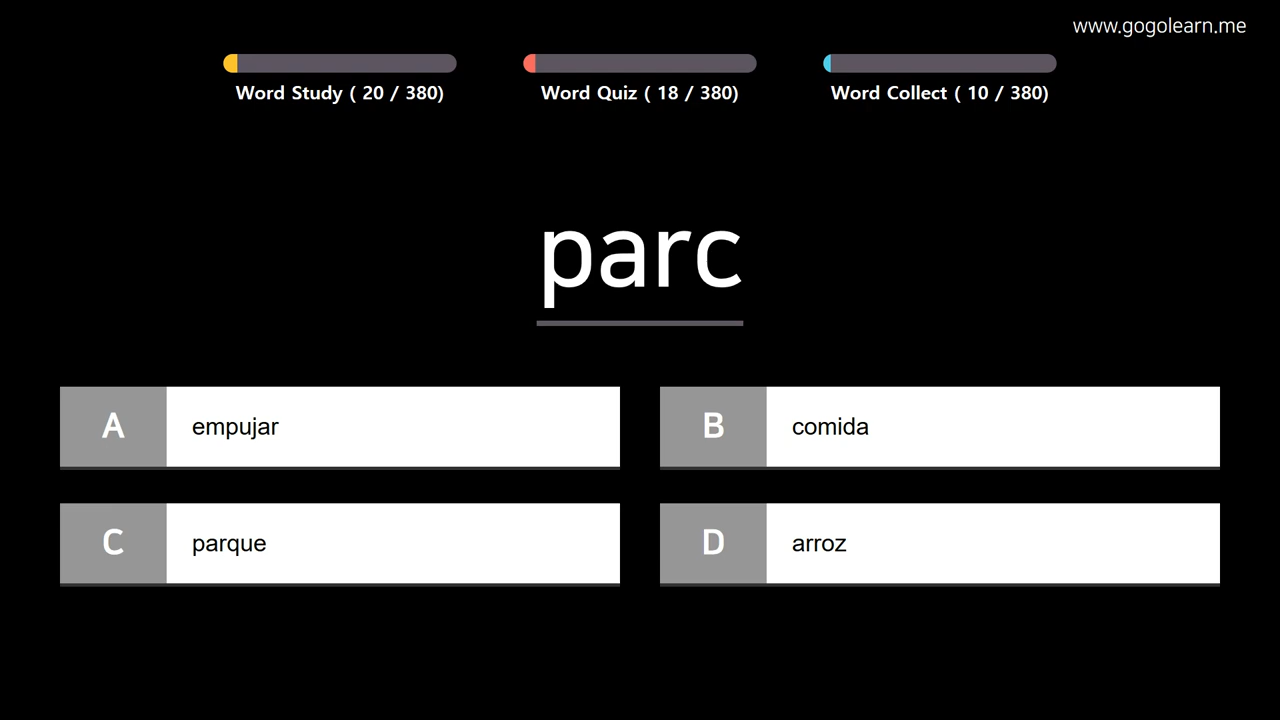 www.gogolearn.me
Word Study ( 20 / 380)
Word Quiz ( 18 / 380)
Word Collect ( 10 / 380)
parc
A empujar
B comida
C parque
D arroz